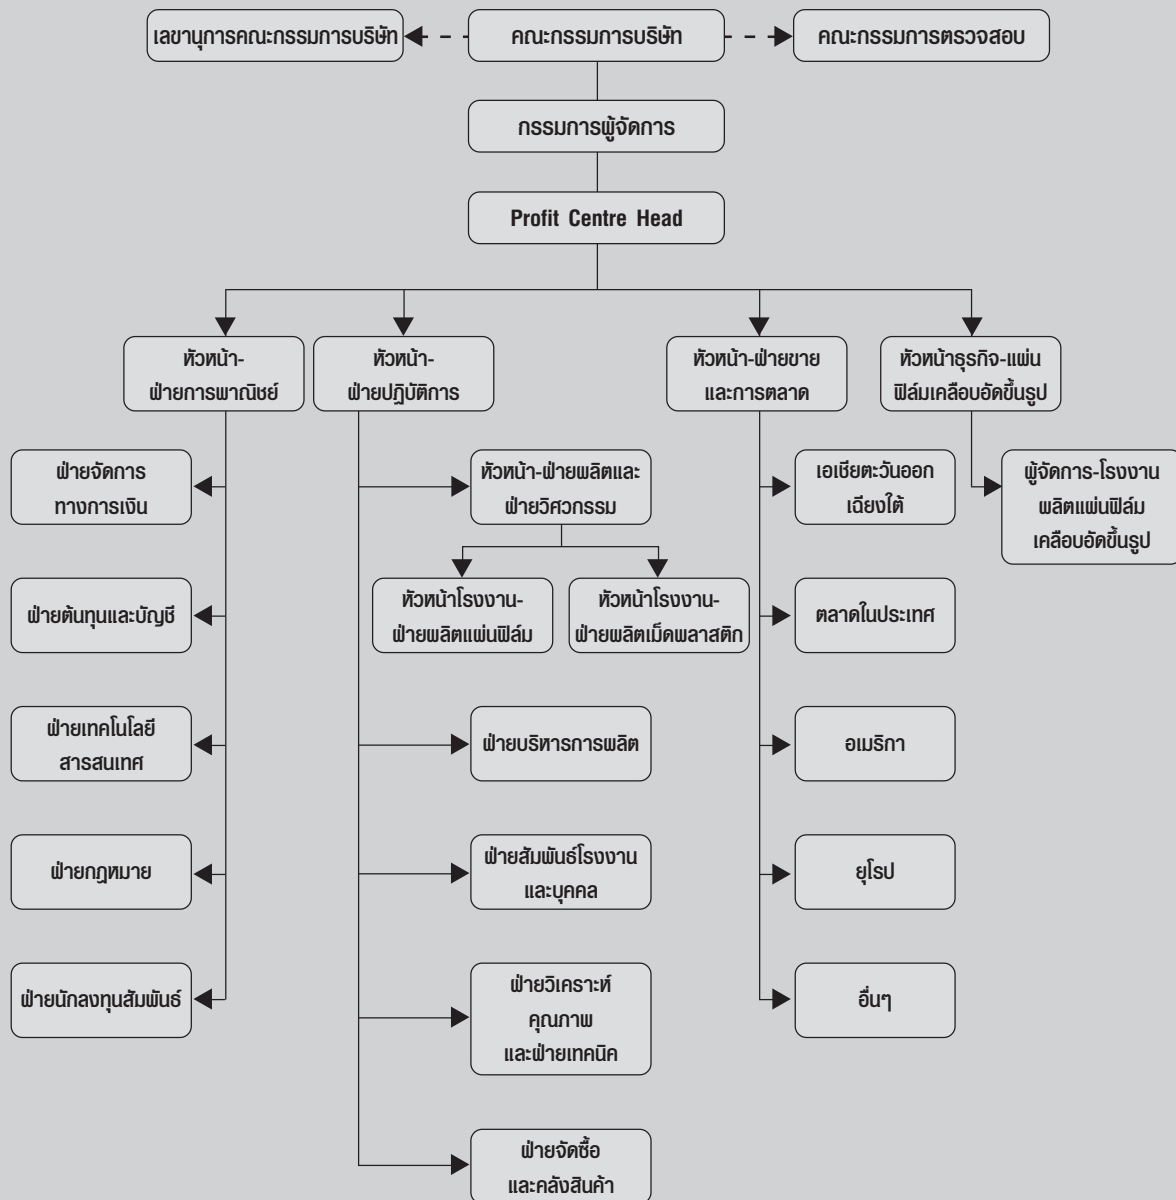 เลขานุการคณะกรรมการบริษัท
คณะกรรมการบริษัท
คณะกรรมการตรวจสอบ
กรรมการผู้จัดการ
Profit Centre Head
หัวหน้า-
ฝ่ายการพาณิชย์
หัวหน้า-
ฝ่ายปฏิบัติการ
หัวหน้า-ฝ่ายขาย
และการตลาด
หัวหน้าธุรกิจ-แผ่น
ฟิล์มเคลือบอัดขึ้นรูป
ฝ่ายจัดการ
ทางการเงิน
หัวหน้า-ฝ่ายผลิตและ
ฝ่ายวิศวกรรม
เอเชียตะวันออก
เฉียงใต้
ผู้จัดการ-โรงงาน
ผลิตแผ่นฟิล์ม
เคลือบอัดขึ้นรูป
ฝ่ายต้นทุนและบัญชี
หัวหน้าโรงงาน-
ฝ่ายผลิตแผ่นฟิล์ม
หัวหน้าโรงงาน-
ฝ่ายผลิตเม็ดพลาสติก
ตลาดในประเทศ
ฝ่ายเทคโนโลยี
สารสนเทศ
ฝ่ายบริหารการผลิต
อเมริกา
ฝ่ายกฎหมาย
ฝ่ายสัมพันธ์โรงงาน
และบุคคล
ยุโรป
ฝ่ายนักลงทุนสัมพันธ์
ฝ่ายวิเคราะห์
คุณภาพ
และฝ่ายเทคนิค
อื่นๆ
ฝ่ายจัดซื้อ
และคลังสินค้า